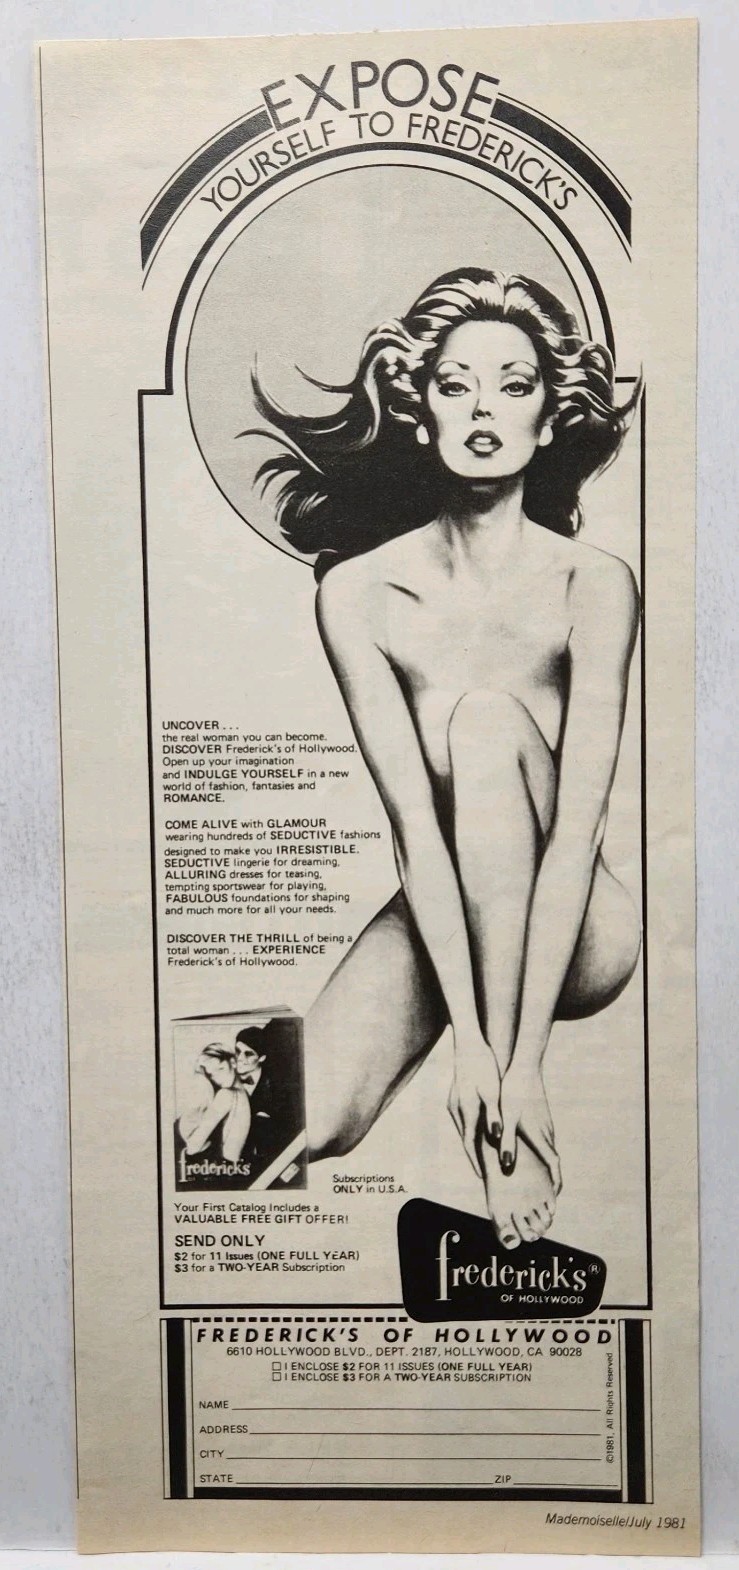 EXPOSE
YOURSELF TO FREDERICK'S
UNCOVER . . .
the real woman you can become.
DISCOVER Frederick's of Hollywood.
Open up your imagination
and INDULGE YOURSELF in a new
world of fashion, fantasies and
ROMANCE.
COME ALIVE with GLAMOUR
wearing hundreds of SEDUCTIVE fashions
designed to make you IRRESISTIBLE.
SEDUCTIVE lingerie for dreaming,
ALLURING dresses for teasing,
tempting sportswear for playing,
FABULOUS foundations for shaping
and much more for all your needs.
DISCOVER THE THRILL of being a
total woman . . . EXPERIENCE
Frederick's of Hollywood.
frederick's
Subscriptions
ONLY in U.S.A.
Your First Catalog Includes a
VALUABLE FREE GIFT OFFER!
SEND ONLY
$2 for 11 Issues (ONE FULL YEAR)
$3 for a TWO-YEAR Subscription
frederick's®
OF HOLLYWOOD
FREDERICK'S OF HOLLYWOOD
6610 HOLLYWOOD BLVD., DEPT. 2187, HOLLYWOOD, CA 90028
☐ I ENCLOSE $2 FOR 11 ISSUES (ONE FULL YEAR)
☐ I ENCLOSE $3 FOR A TWO-YEAR SUBSCRIPTION
NAME
ADDRESS
CITY
STATE ZIP
©1981, All Rights Reserved
Mademoiselle/July 1981